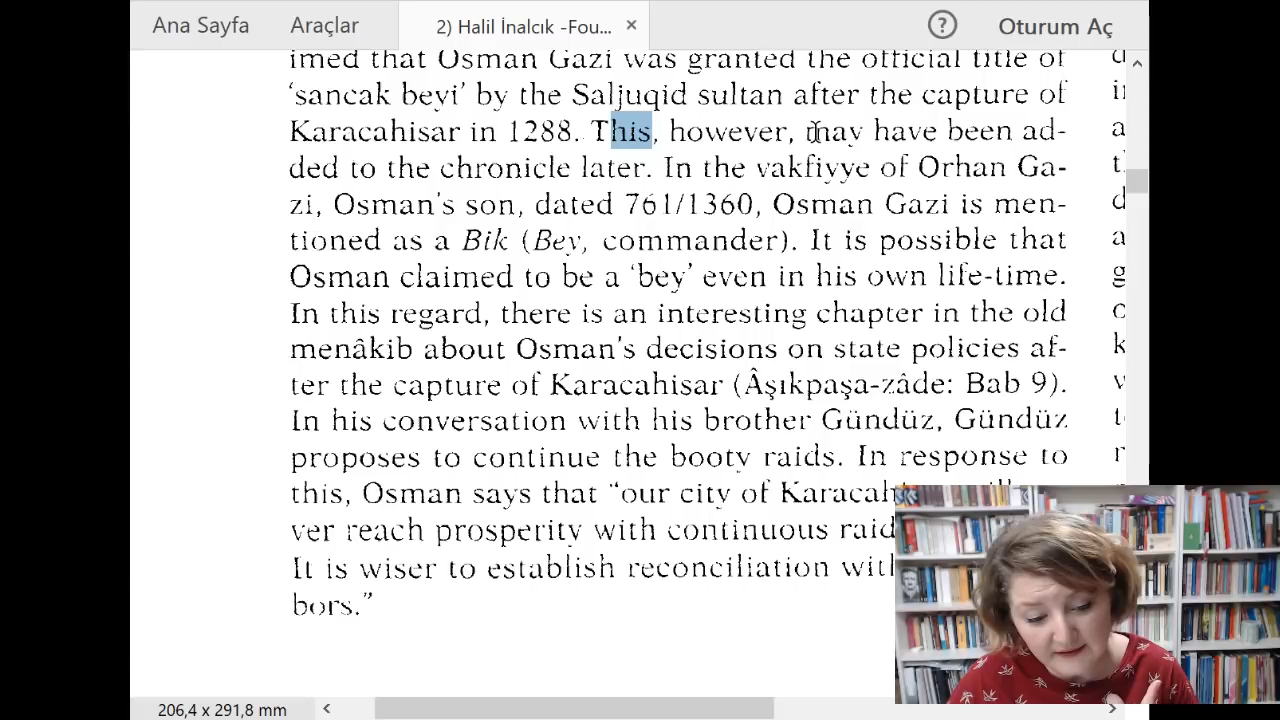 Ana Sayfa Araçlar 2) Halil İnalcık -Fou... × ? Oturum Aç
imed that Osman Gazi was granted the official title of
‘sancak beyi’ by the Saljuqid sultan after the capture of
Karacahisar in 1288. This, however, may have been ad-
ded to the chronicle later. In the vakfiyye of Orhan Ga-
zi, Osman's son, dated 761/1360, Osman Gazi is men-
tioned as a Bik (Bey, commander). It is possible that
Osman claimed to be a ‘bey’ even in his own life-time.
In this regard, there is an interesting chapter in the old
menâkib about Osman's decisions on state policies af-
ter the capture of Karacahisar (Âşıkpaşa-zâde: Bab 9).
In his conversation with his brother Gündüz, Gündüz
proposes to continue the booty raids. In response to
this, Osman says that “our city of
ver reach prosperity with continuous
It is wiser to establish reconciliation
bors.”
206,4 x 291,8 mm